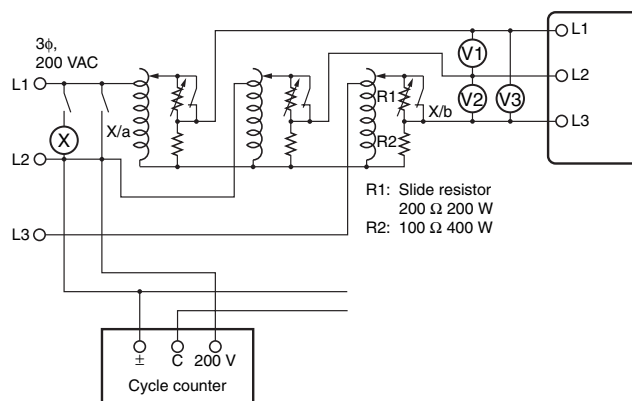 3ϕ,
200 VAC
L1
L2
L3
X
X/a
R1
R2
X/b
V1
V2
V3
L1
L2
L3
R1: Slide resistor
200 Ω 200 W
R2: 100 Ω 400 W
± C 200 V
Cycle counter